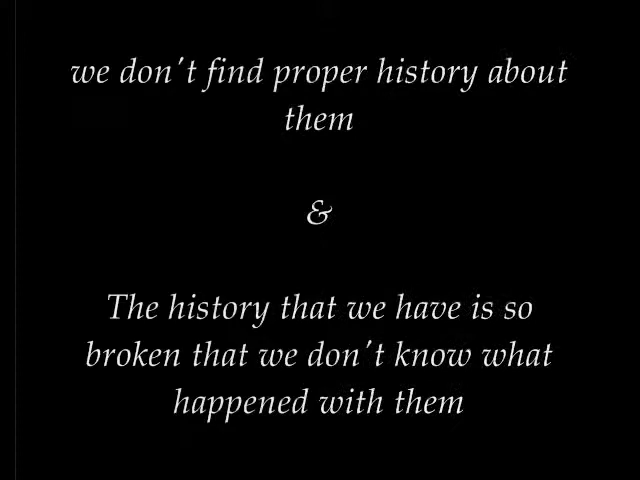 we don't find proper history about
them
&
The history that we have is so
broken that we don't know what
happened with them